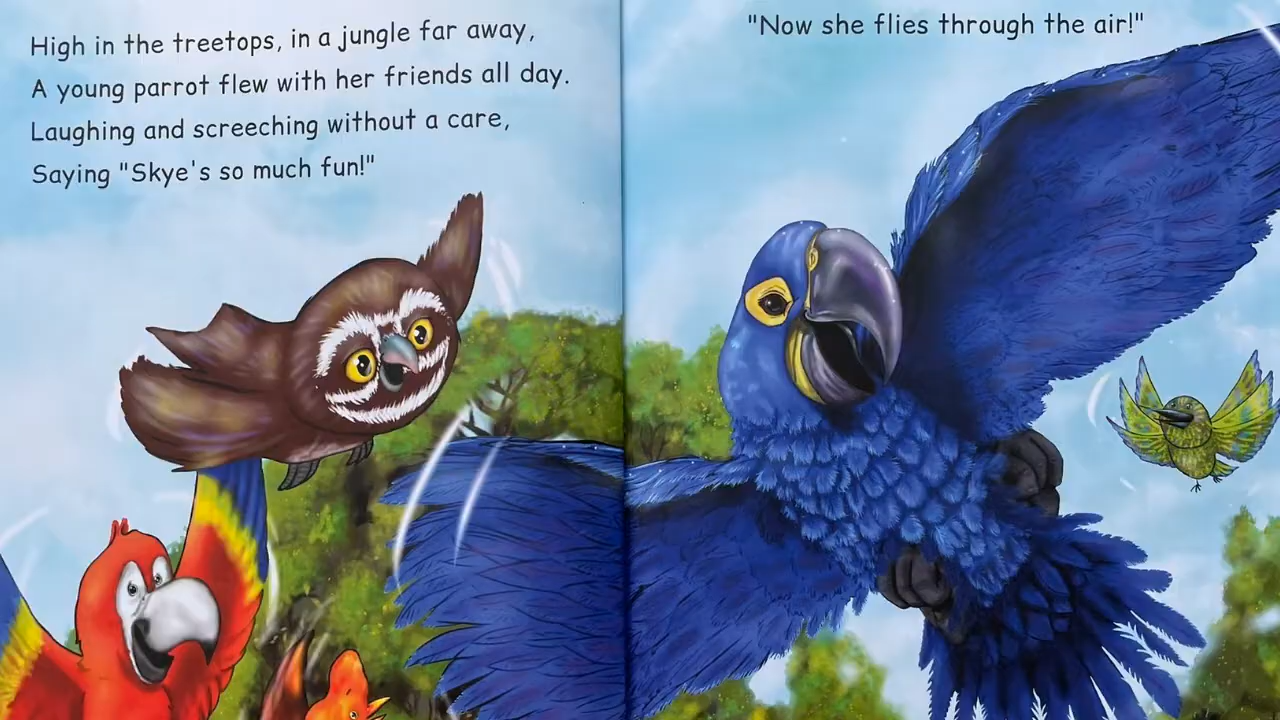 High in the treetops, in a jungle far away,
A young parrot flew with her friends all day.
Laughing and screeching without a care,
Saying "Skye's so much fun!"
"Now she flies through the air!"